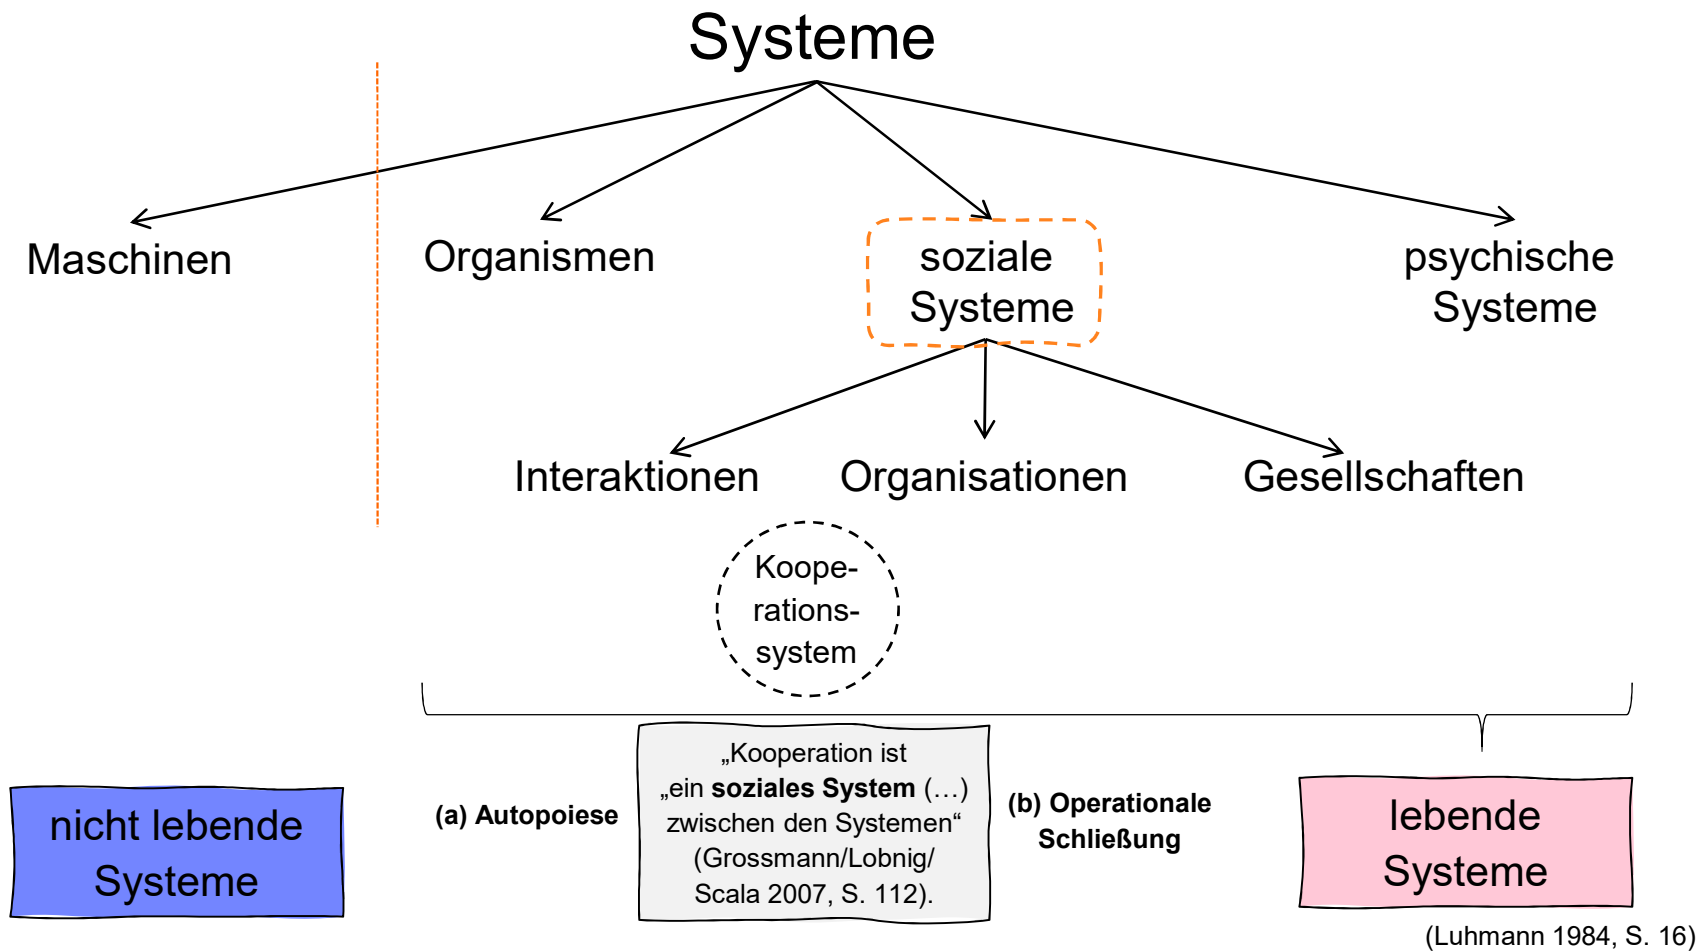 Systeme
Maschinen
Organismen
soziale
Systeme
psychische
Systeme
Interaktionen
Organisationen
Gesellschaften
Koope-
rations-
system
nicht lebende
Systeme
(a) Autopoiese
„Kooperation ist
„ein soziales System (…)
zwischen den Systemen“
(Grossmann/Lobnig/
Scala 2007, S. 112).
(b) Operationale
Schließung
lebende
Systeme
(Luhmann 1984, S. 16)